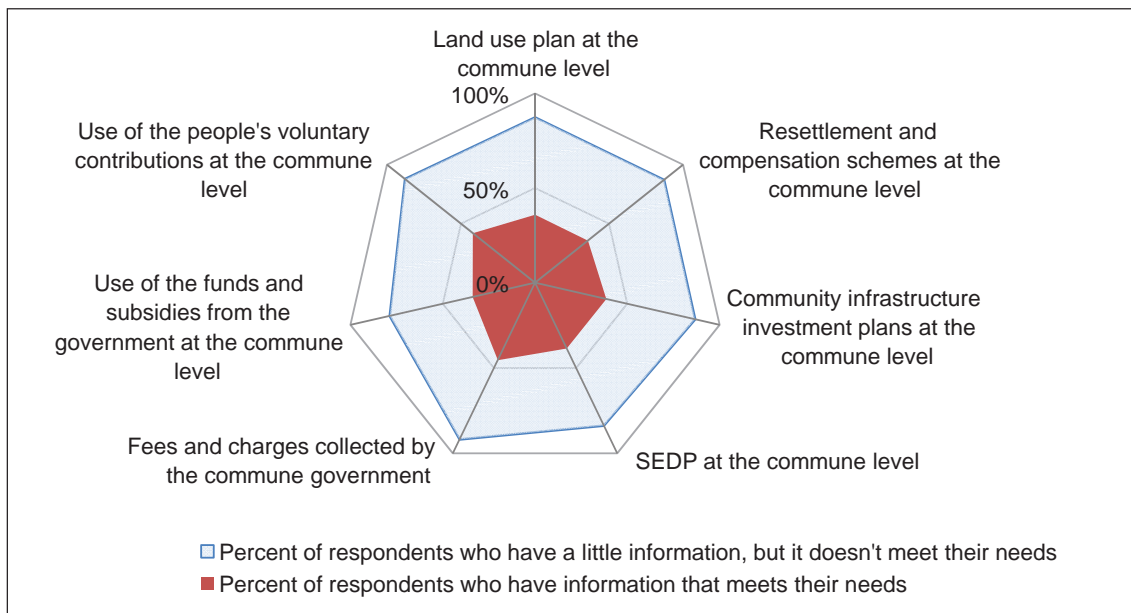 Land use plan at the
commune level
100%
Use of the people's voluntary
contributions at the commune
level
Resettlement and
compensation schemes at the
commune level
50%
0%
Use of the funds and
subsidies from the
government at the commune
level
Community infrastructure
investment plans at the
commune level
Fees and charges collected by
the commune government
SEDP at the commune level
Percent of respondents who have a little information, but it doesn't meet their needs
Percent of respondents who have information that meets their needs